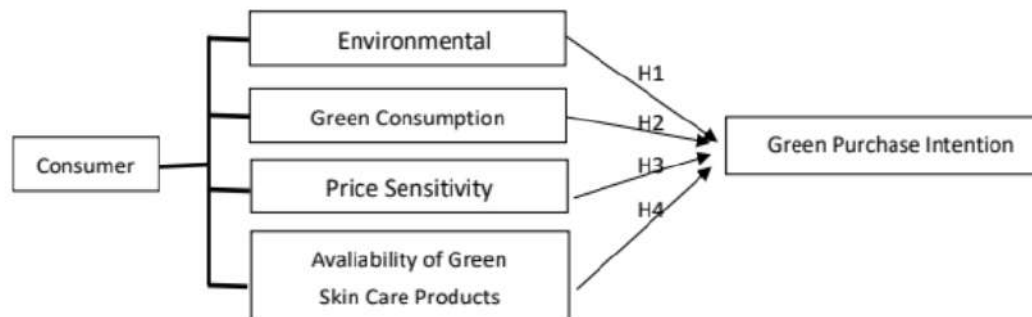 Environmental
H1
Green Consumption
H2
Green Purchase Intention
Consumer
H3
Price Sensitivity
H4
Avaliability of Green
Skin Care Products